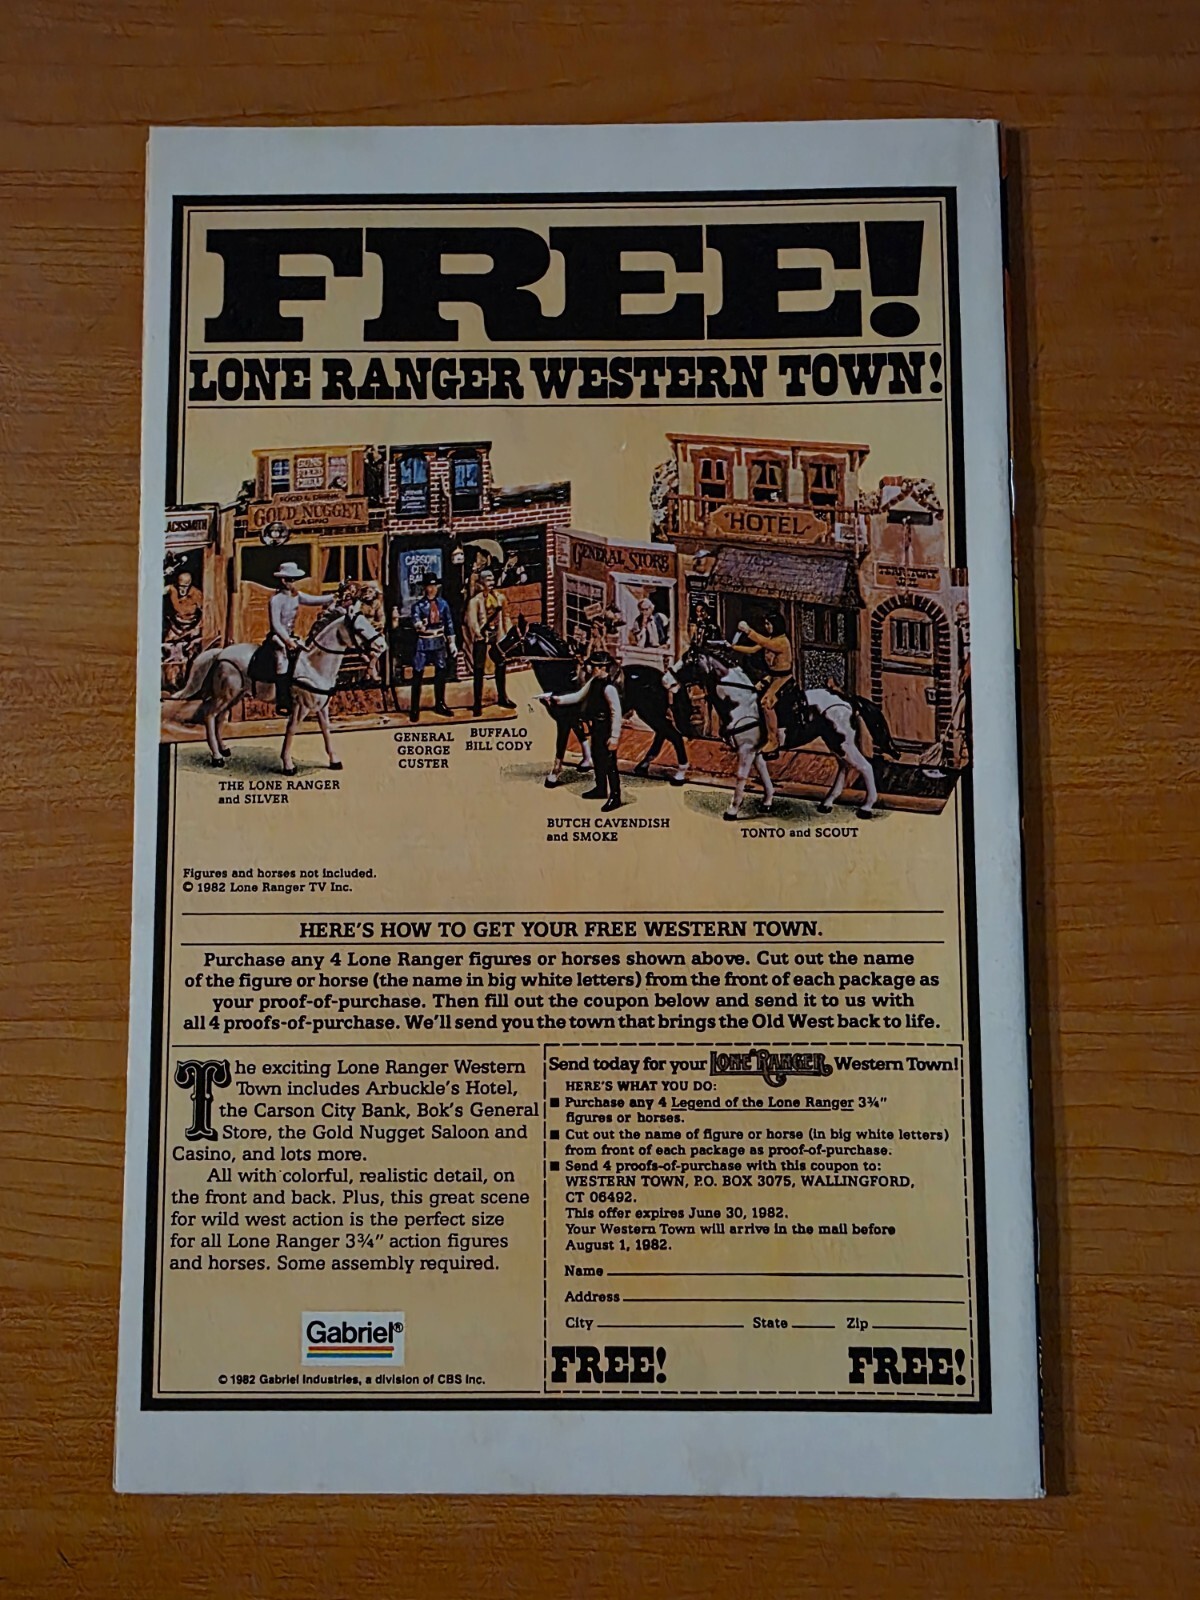 FREE!
LONE RANGER WESTERN TOWN!
GUNS
FOOD & DRINK
GOLD NUGGET
CASINO
ACKSMITH
CARSON
CITY
GENERAL STORE
HOTEL
GENERAL
GEORGE
CUSTER
BUFFALO
BILL CODY
THE LONE RANGER
and SILVER
BUTCH CAVENDISH
and SMOKE
TONTO and SCOUT
Figures and horses not included.
© 1982 Lone Ranger TV Inc.
HERE'S HOW TO GET YOUR FREE WESTERN TOWN.
Purchase any 4 Lone Ranger figures or horses shown above. Cut out the name
of the figure or horse (the name in big white letters) from the front of each package as
your proof-of-purchase. Then fill out the coupon below and send it to us with
all 4 proofs-of-purchase. We'll send you the town that brings the Old West back to life.
The exciting Lone Ranger Western
Town includes Arbuckle's Hotel,
the Carson City Bank, Bok's General
Store, the Gold Nugget Saloon and
Casino, and lots more.
All with colorful, realistic detail, on
the front and back. Plus, this great scene
for wild west action is the perfect size
for all Lone Ranger 3¾" action figures
and horses. Some assembly required.
Gabriel®
© 1982 Gabriel Industries, a division of CBS Inc.
Send today for your LONE RANGER Western Town!
HERE'S WHAT YOU DO:
■ Purchase any 4 Legend of the Lone Ranger 3¾"
figures or horses.
■ Cut out the name of figure or horse (in big white letters)
from front of each package as proof-of-purchase.
■ Send 4 proofs-of-purchase with this coupon to:
WESTERN TOWN, P.O. BOX 3075, WALLINGFORD,
CT 06492.
This offer expires June 30, 1982.
Your Western Town will arrive in the mail before
August 1, 1982.
Name
Address
City State Zip
FREE! FREE!